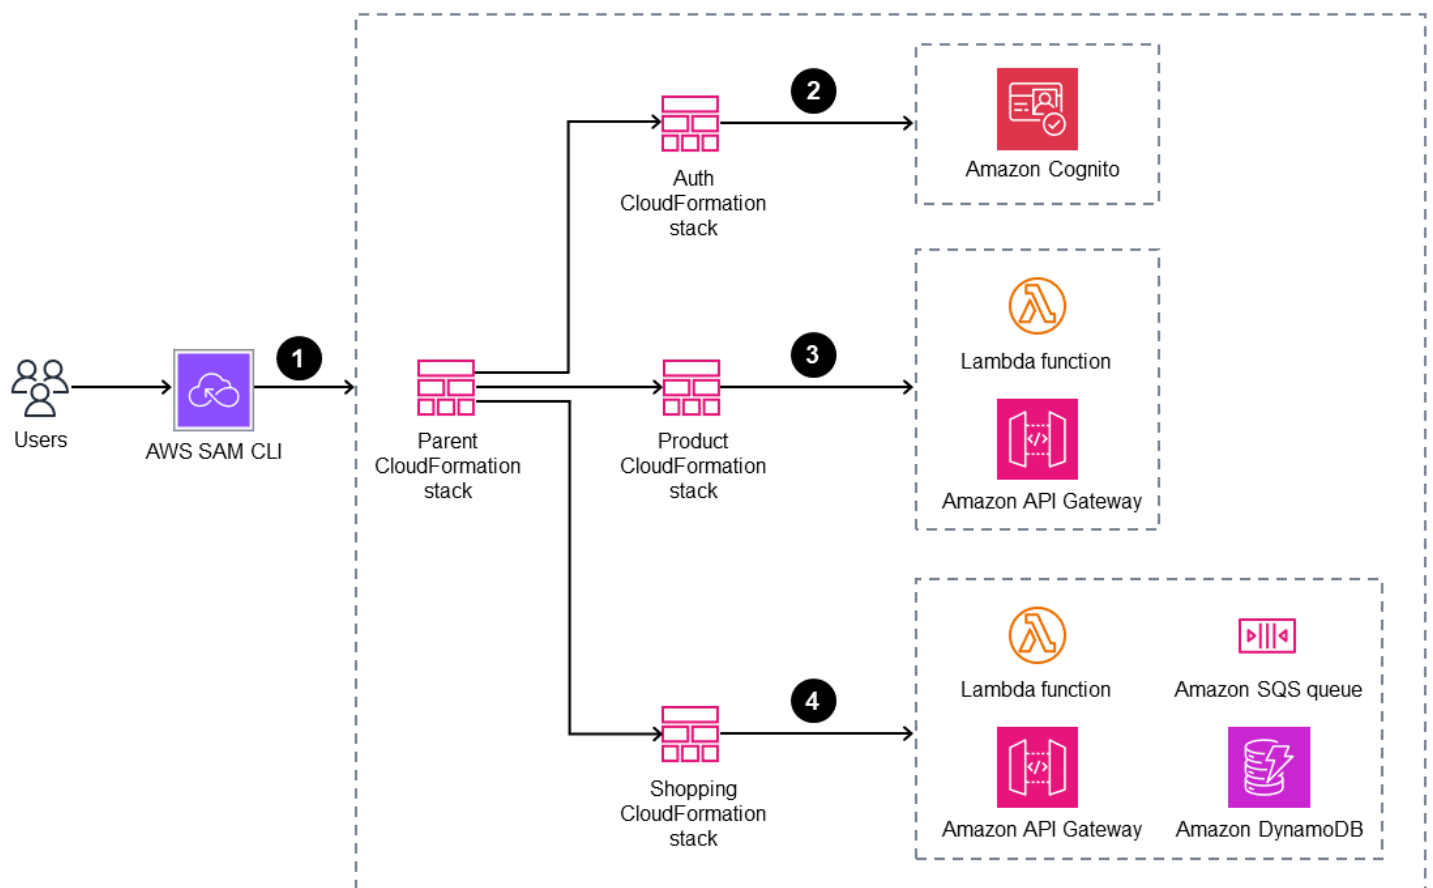 2
Amazon Cognito
Auth
CloudFormation
stack
1
3
Lambda function
Users
AWS SAM CLI
Parent
CloudFormation
stack
Product
CloudFormation
stack
</>
Amazon API Gateway
4
Lambda function
Amazon SQS queue
Shopping
CloudFormation
stack
</>
Amazon API Gateway
Amazon DynamoDB